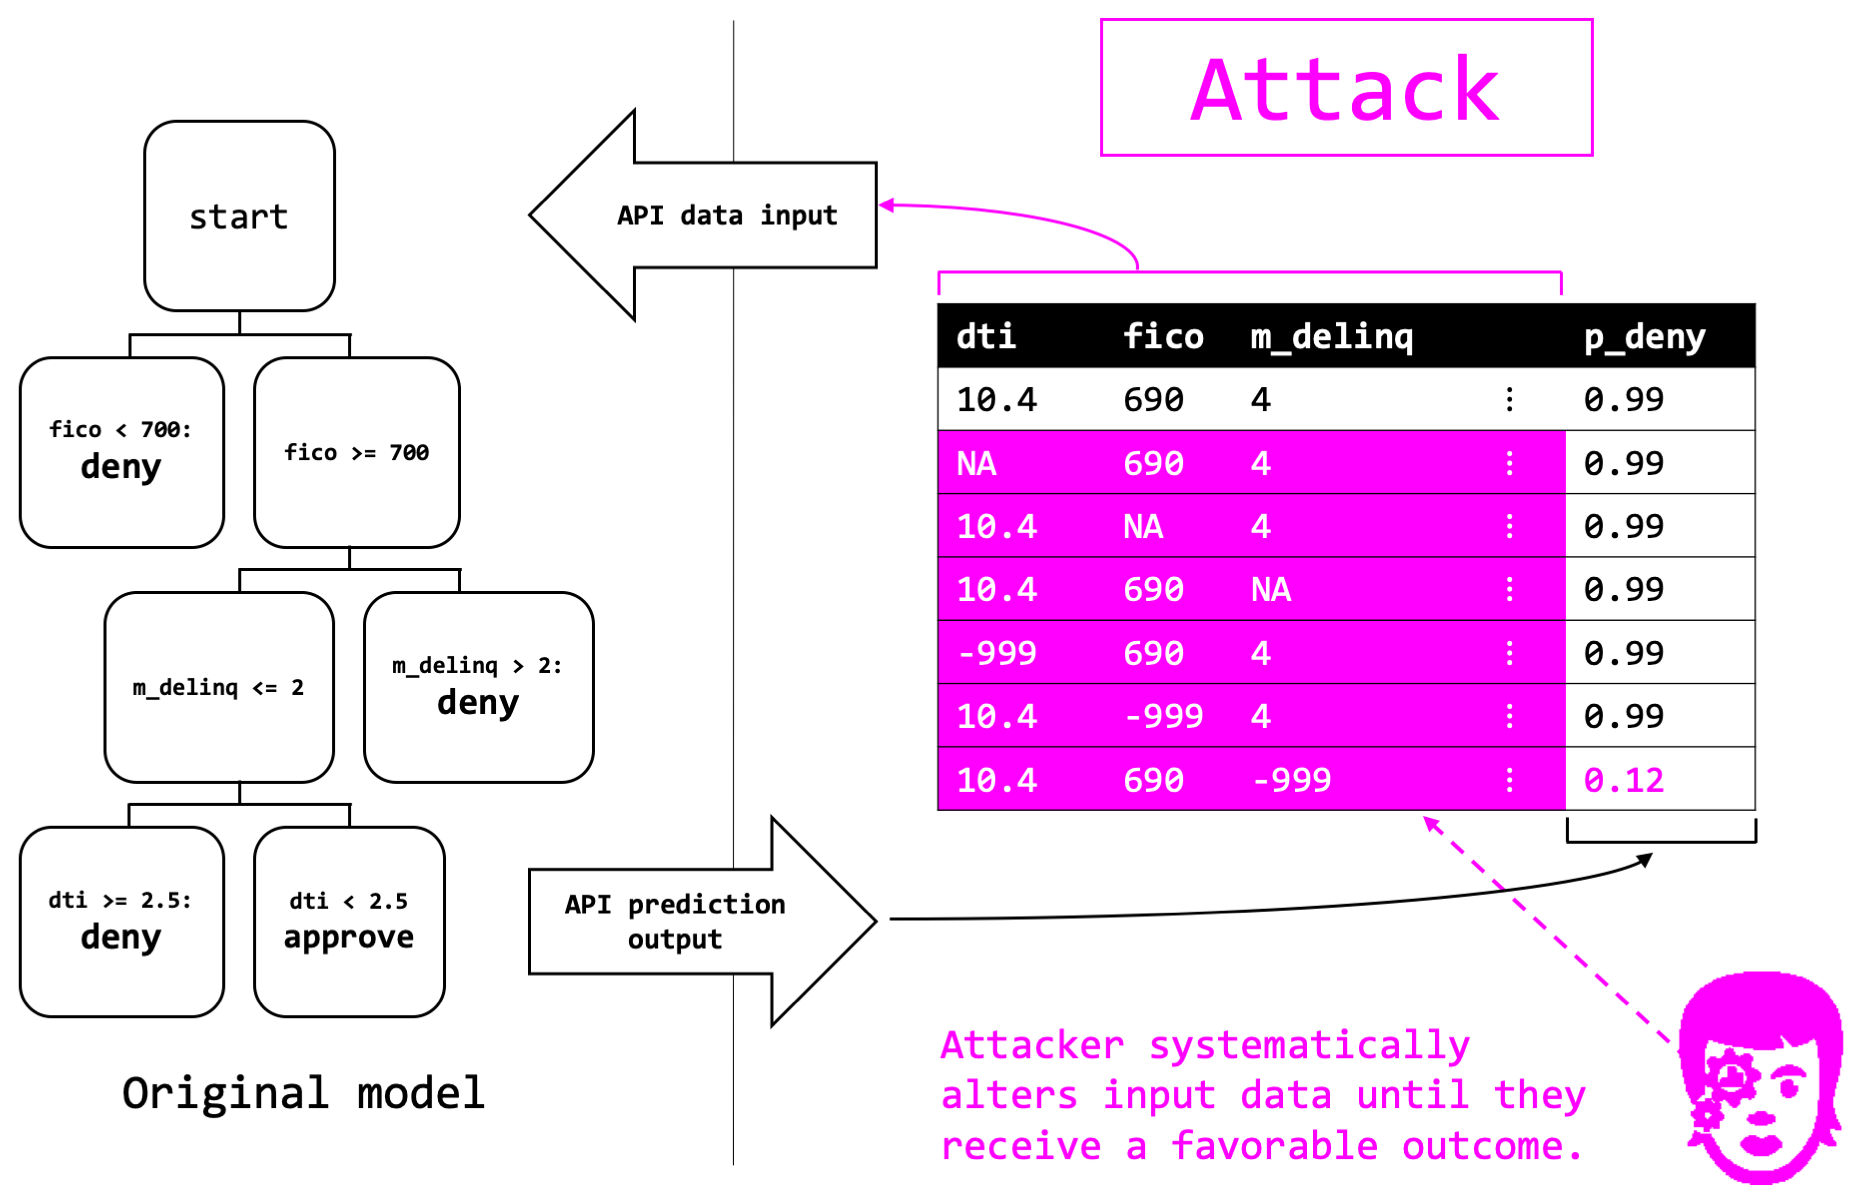 Attack
start
API data input
fico < 700:
deny
fico >= 700
m_delinq <= 2
m_delinq > 2:
deny
dti >= 2.5:
deny
dti < 2.5
approve
Original model
API prediction
output
dti fico m_delinq p_deny
10.4 690 4 ⋮ 0.99
NA 690 4 ⋮ 0.99
10.4 NA 4 ⋮ 0.99
10.4 690 NA ⋮ 0.99
-999 690 4 ⋮ 0.99
10.4 -999 4 ⋮ 0.99
10.4 690 -999 ⋮ 0.12
Attacker systematically
alters input data until they
receive a favorable outcome.